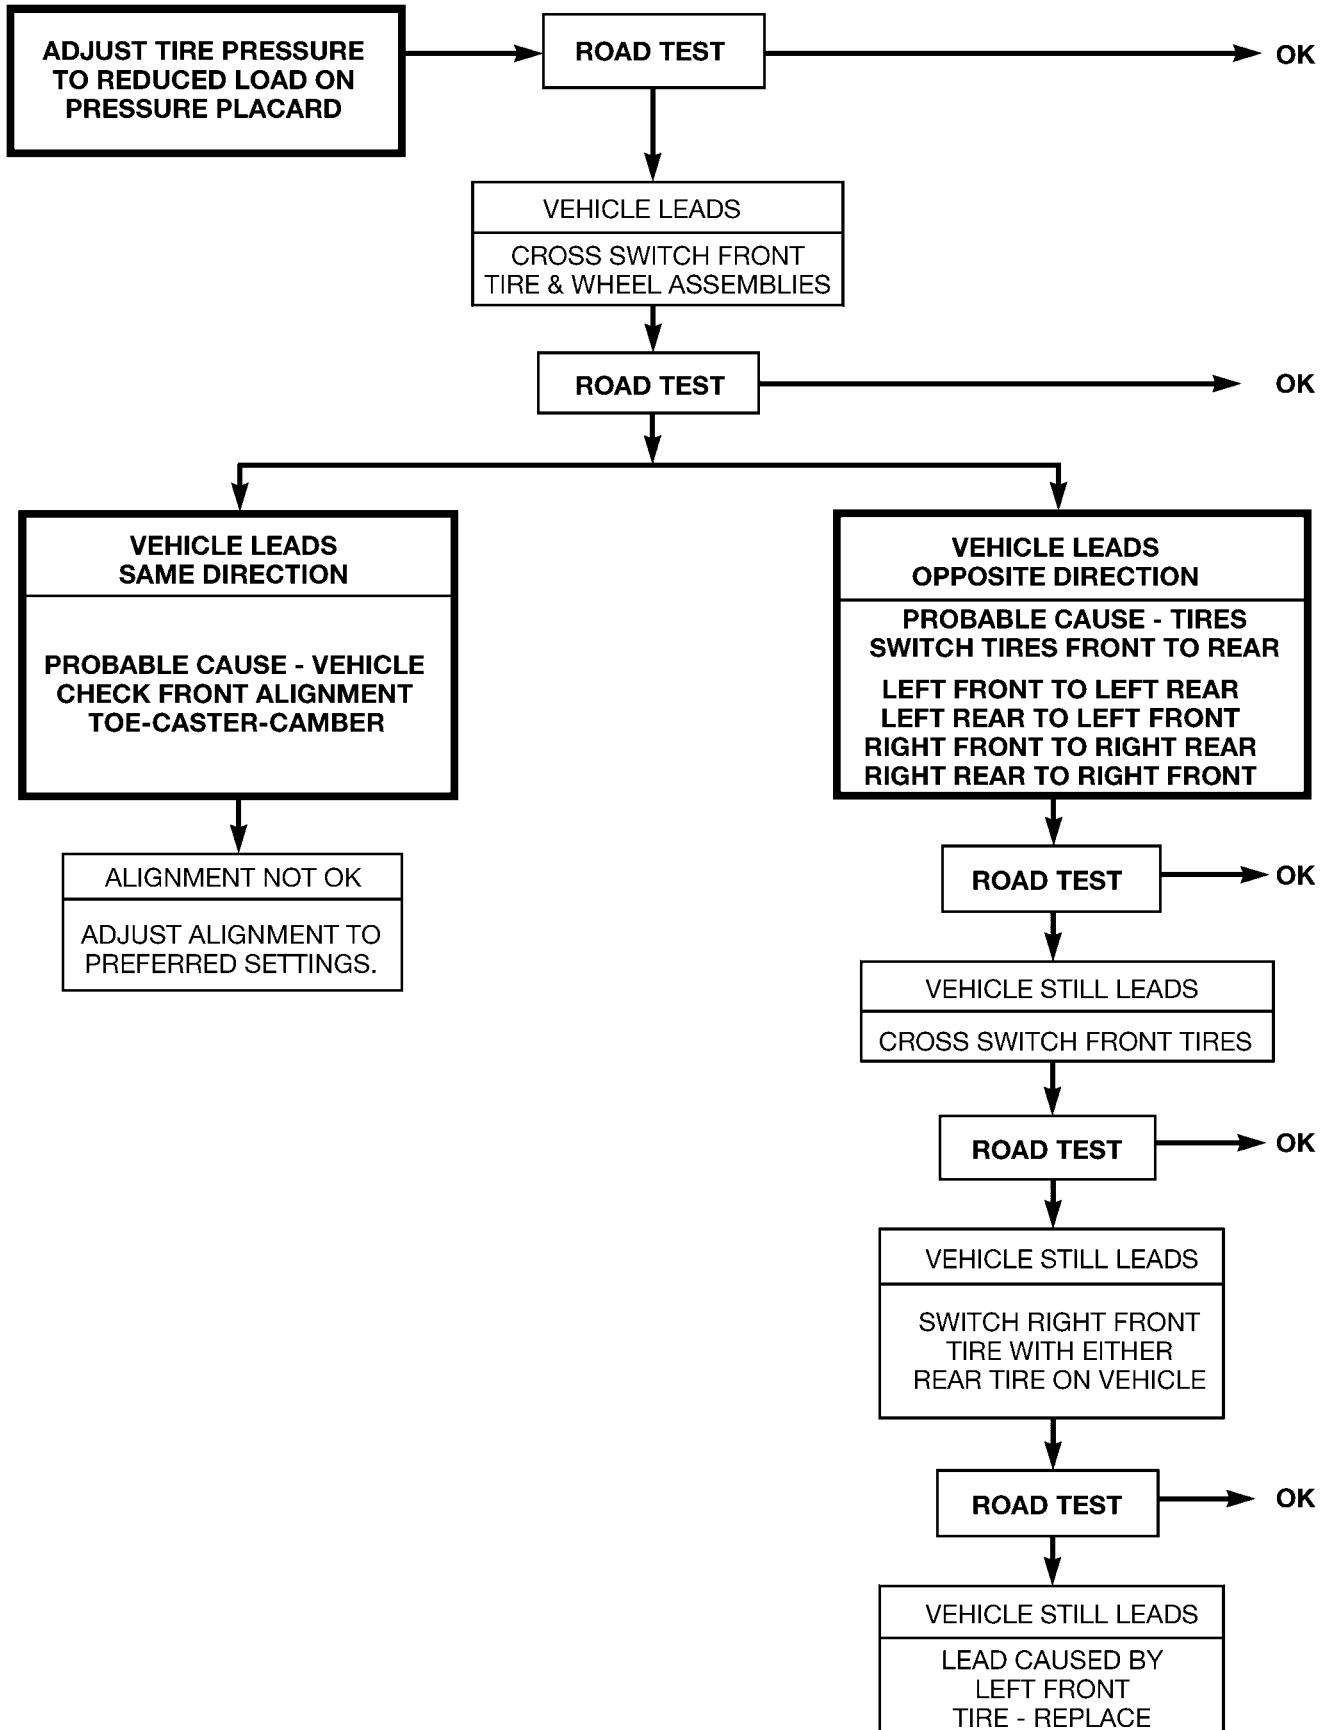 ADJUST TIRE PRESSURE
TO REDUCED LOAD ON
PRESSURE PLACARD
ROAD TEST
OK
VEHICLE LEADS
CROSS SWITCH FRONT
TIRE & WHEEL ASSEMBLIES
ROAD TEST
OK
VEHICLE LEADS
SAME DIRECTION
PROBABLE CAUSE - VEHICLE
CHECK FRONT ALIGNMENT
TOE-CASTER-CAMBER
ALIGNMENT NOT OK
ADJUST ALIGNMENT TO
PREFERRED SETTINGS.
VEHICLE LEADS
OPPOSITE DIRECTION
PROBABLE CAUSE - TIRES
SWITCH TIRES FRONT TO REAR
LEFT FRONT TO LEFT REAR
LEFT REAR TO LEFT FRONT
RIGHT FRONT TO RIGHT REAR
RIGHT REAR TO RIGHT FRONT
ROAD TEST
OK
VEHICLE STILL LEADS
CROSS SWITCH FRONT TIRES
ROAD TEST
OK
VEHICLE STILL LEADS
SWITCH RIGHT FRONT
TIRE WITH EITHER
REAR TIRE ON VEHICLE
ROAD TEST
OK
VEHICLE STILL LEADS
LEAD CAUSED BY
LEFT FRONT
TIRE - REPLACE